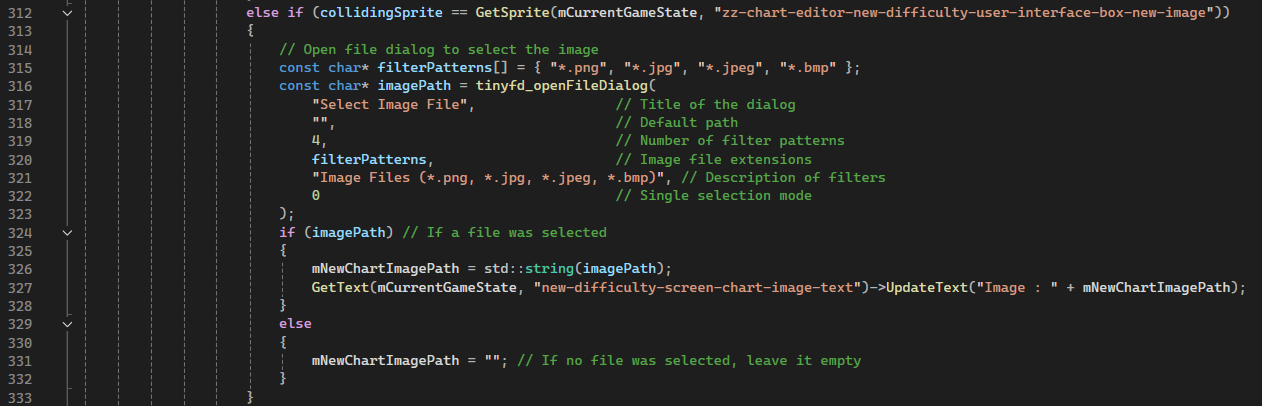 312 else if (collidingSprite == GetSprite(mCurrentGameState, "zz-chart-editor-new-difficulty-user-interface-box-new-image"))
313 {
314 // Open file dialog to select the image
315 const char* filterPatterns[] = { "*.png", "*.jpg", "*.jpeg", "*.bmp" };
316 const char* imagePath = tinyfd_openFileDialog(
317 "Select Image File", // Title of the dialog
318 "", // Default path
319 4, // Number of filter patterns
320 filterPatterns, // Image file extensions
321 "Image Files (*.png, *.jpg, *.jpeg, *.bmp)", // Description of filters
322 0 // Single selection mode
323 );
324 if (imagePath) // If a file was selected
325 {
326 mNewChartImagePath = std::string(imagePath);
327 GetText(mCurrentGameState, "new-difficulty-screen-chart-image-text")->UpdateText("Image : " + mNewChartImagePath);
328 }
329 else
330 {
331 mNewChartImagePath = ""; // If no file was selected, leave it empty
332 }
333 }